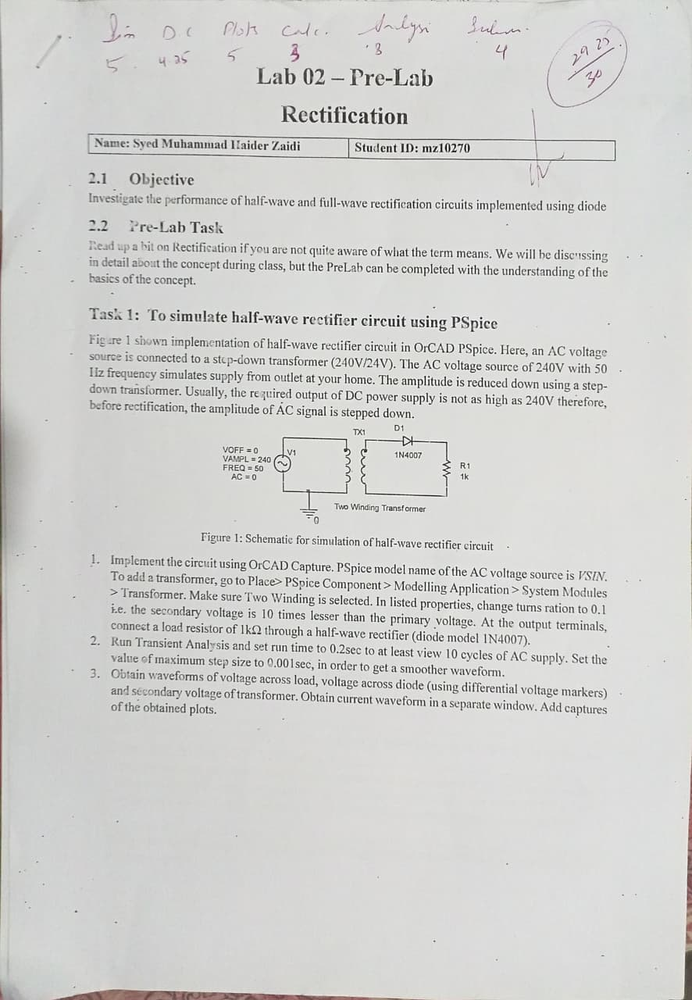 Sim D.C Plots Calc. Analysi
5 4.25 5 3 3 4
29.25
30
Lab 02 – Pre-Lab
Rectification
Name: Syed Muhammad Haider Zaidi Student ID: mz10270
2.1 Objective
Investigate the performance of half-wave and full-wave rectification circuits implemented using diode
2.2 Pre-Lab Task
Read up a bit on Rectification if you are not quite aware of what the term means. We will be discussing
in detail about the concept during class, but the PreLab can be completed with the understanding of the
basics of the concept.
Task 1: To simulate half-wave rectifier circuit using PSpice
Figure 1 shown implementation of half-wave rectifier circuit in OrCAD PSpice. Here, an AC voltage
source is connected to a step-down transformer (240V/24V). The AC voltage source of 240V with 50
Hz frequency simulates supply from outlet at your home. The amplitude is reduced down using a step-
down transformer. Usually, the required output of DC power supply is not as high as 240V therefore,
before rectification, the amplitude of AC signal is stepped down.
TX1 D1
VOFF = 0
VAMPL = 240
FREQ = 50
AC = 0
V1
1N4007
R1
1k
Two Winding Transformer
0
Figure 1: Schematic for simulation of half-wave rectifier circuit
1. Implement the circuit using OrCAD Capture. PSpice model name of the AC voltage source is VSIN.
To add a transformer, go to Place> PSpice Component > Modelling Application > System Modules
> Transformer. Make sure Two Winding is selected. In listed properties, change turns ration to 0.1
i.e. the secondary voltage is 10 times lesser than the primary voltage. At the output terminals,
connect a load resistor of 1kΩ through a half-wave rectifier (diode model 1N4007).
2. Run Transient Analysis and set run time to 0.2sec to at least view 10 cycles of AC supply. Set the
value of maximum step size to 0.001sec, in order to get a smoother waveform.
3. Obtain waveforms of voltage across load, voltage across diode (using differential voltage markers)
and secondary voltage of transformer. Obtain current waveform in a separate window. Add captures
of the obtained plots.